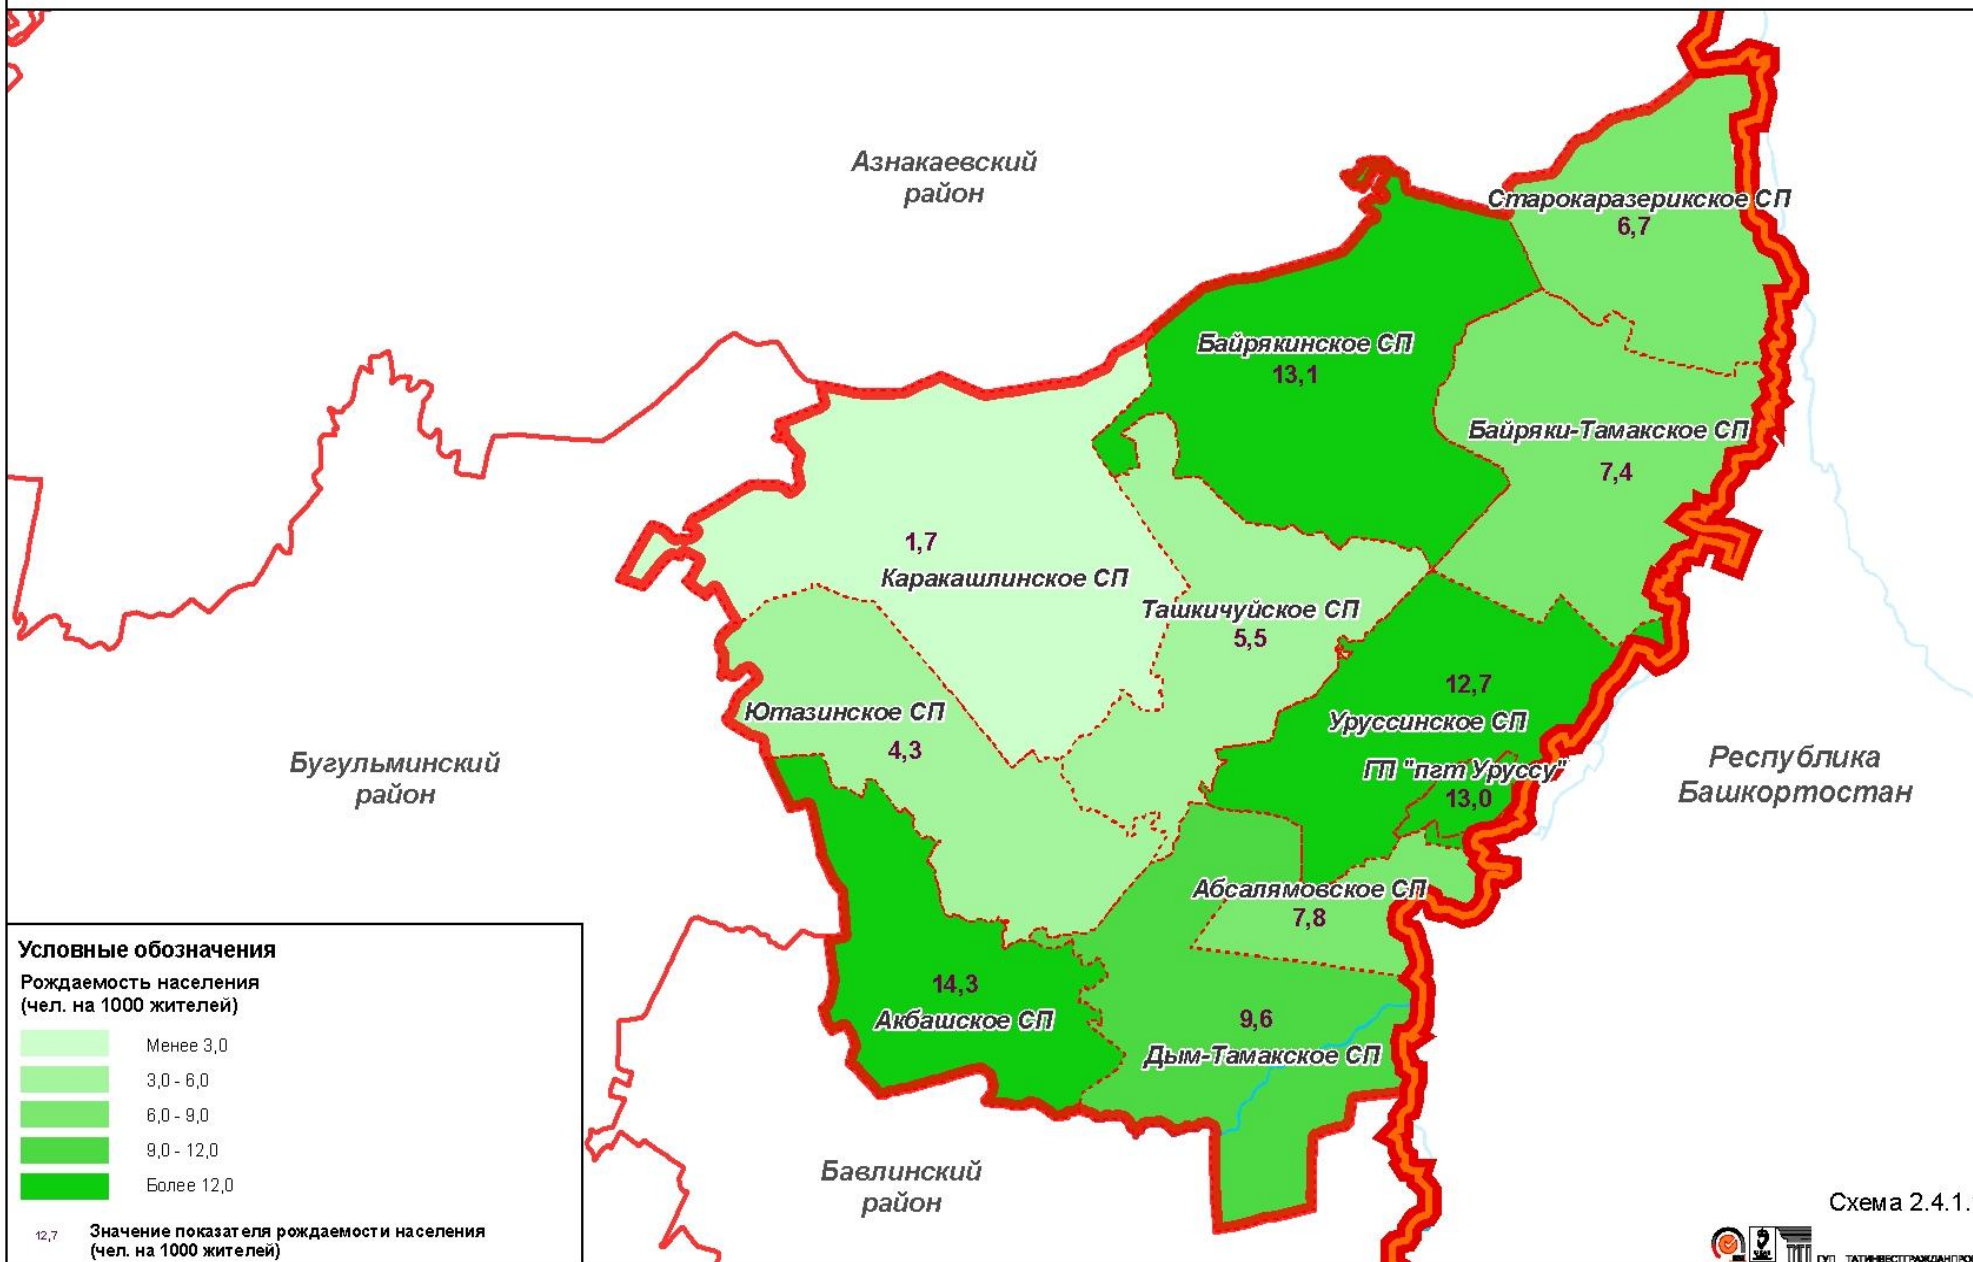 Азнакаевский
район
Старокаразерикское СП
6,7
Байрякинское СП
13,1
Байряки-Тамакское СП
7,4
1,7
Каракашлинское СП
Ташкичуйское СП
5,5
12,7
Уруссинское СП
Ютазинское СП
4,3
ГП "пгт Уруссу"
13,0
Бугульминский
район
Республика
Башкортостан
Абсалямовское СП
7,8
14,3
Акбашское СП
9,6
Дым-Тамакское СП
Бавлинский
район
Условные обозначения
Рождаемость населения
(чел. на 1000 жителей)
Менее 3,0
3,0 - 6,0
6,0 - 9,0
9,0 - 12,0
Более 12,0
12,7 Значение показателя рождаемости населения
(чел. на 1000 жителей)
Схема 2.4.1.
ГУП